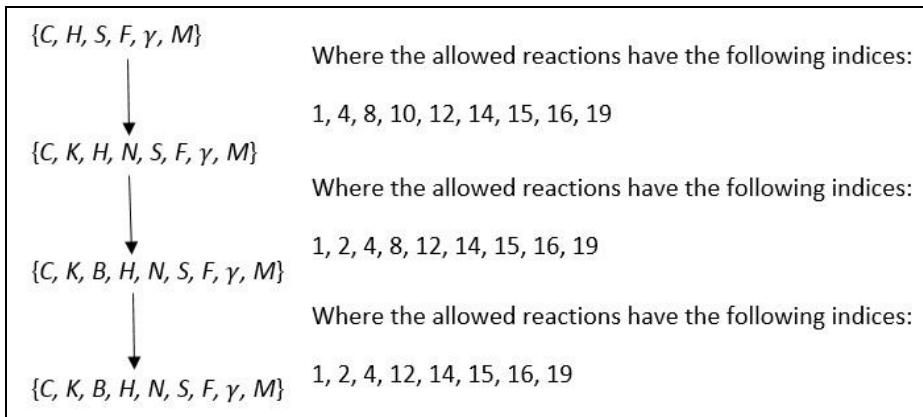 {C, H, S, F, γ, M}
Where the allowed reactions have the following indices:
1, 4, 8, 10, 12, 14, 15, 16, 19
{C, K, H, N, S, F, γ, M}
Where the allowed reactions have the following indices:
1, 2, 4, 8, 12, 14, 15, 16, 19
{C, K, B, H, N, S, F, γ, M}
Where the allowed reactions have the following indices:
1, 2, 4, 12, 14, 15, 16, 19
{C, K, B, H, N, S, F, γ, M}